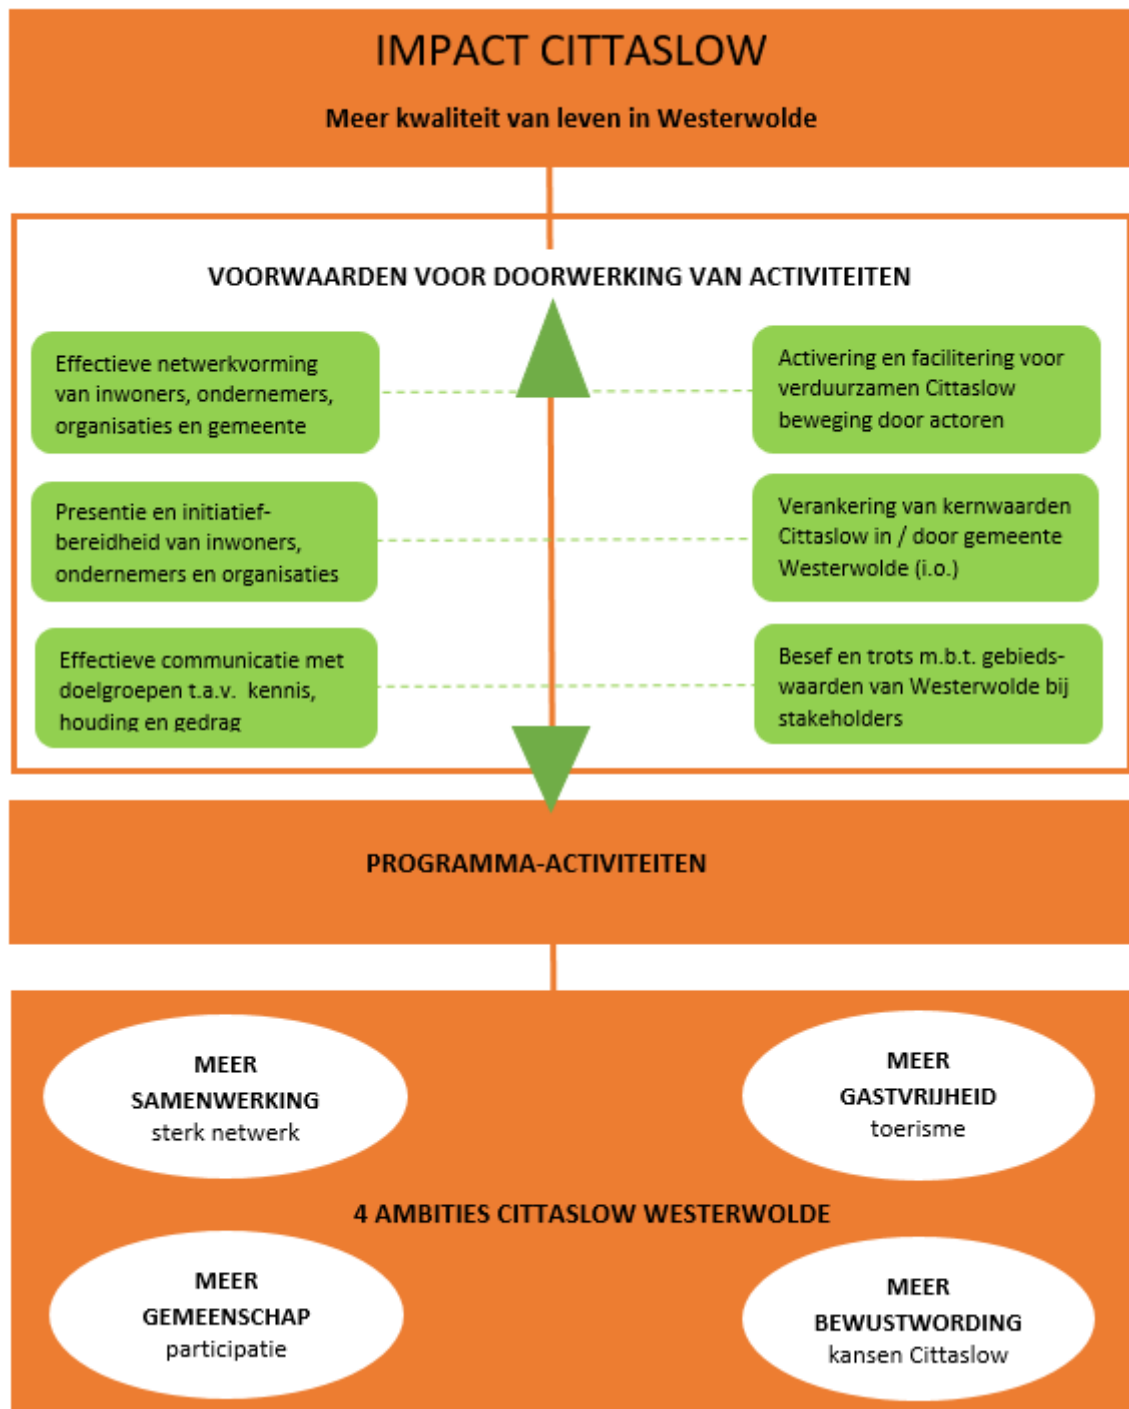 IMPACT CITTASLOW
Meer kwaliteit van leven in Westerwolde
VOORWAARDEN VOOR DOORWERKING VAN ACTIVITEITEN
Effectieve netwerkvorming
van inwoners, ondernemers,
organisaties en gemeente
Activering en facilitering voor
verduurzamen Cittaslow
beweging door actoren
Presentie en initiatief-
bereidheid van inwoners,
ondernemers en organisaties
Verankering van kernwaarden
Cittaslow in / door gemeente
Westerwolde (i.o.)
Effectieve communicatie met
doelgroepen t.a.v. kennis,
houding en gedrag
Besef en trots m.b.t. gebieds-
waarden van Westerwolde bij
stakeholders
PROGRAMMA-ACTIVITEITEN
MEER
SAMENWERKING
sterk netwerk
MEER
GASTVRIJHEID
toerisme
4 AMBITIES CITTASLOW WESTERWOLDE
MEER
GEMEENSCHAP
participatie
MEER
BEWUSTWORDING
kansen Cittaslow